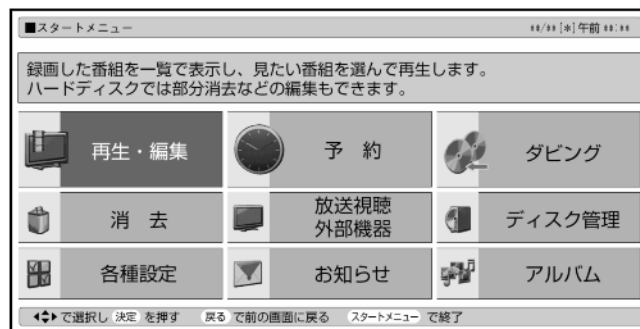 ■スタートメニュー
**/**[*]午前 **:**
録画した番組を一覧で表示し、見たい番組を選んで再生します。
ハードディスクでは部分消去などの編集もできます。
再生・編集
予 約
ダビング
消 去
放送視聴
外部機器
ディスク管理
各種設定
お知らせ
アルバム
で選択し 決定 を押す 戻る で前の画面に戻る スタートメニュー で終了